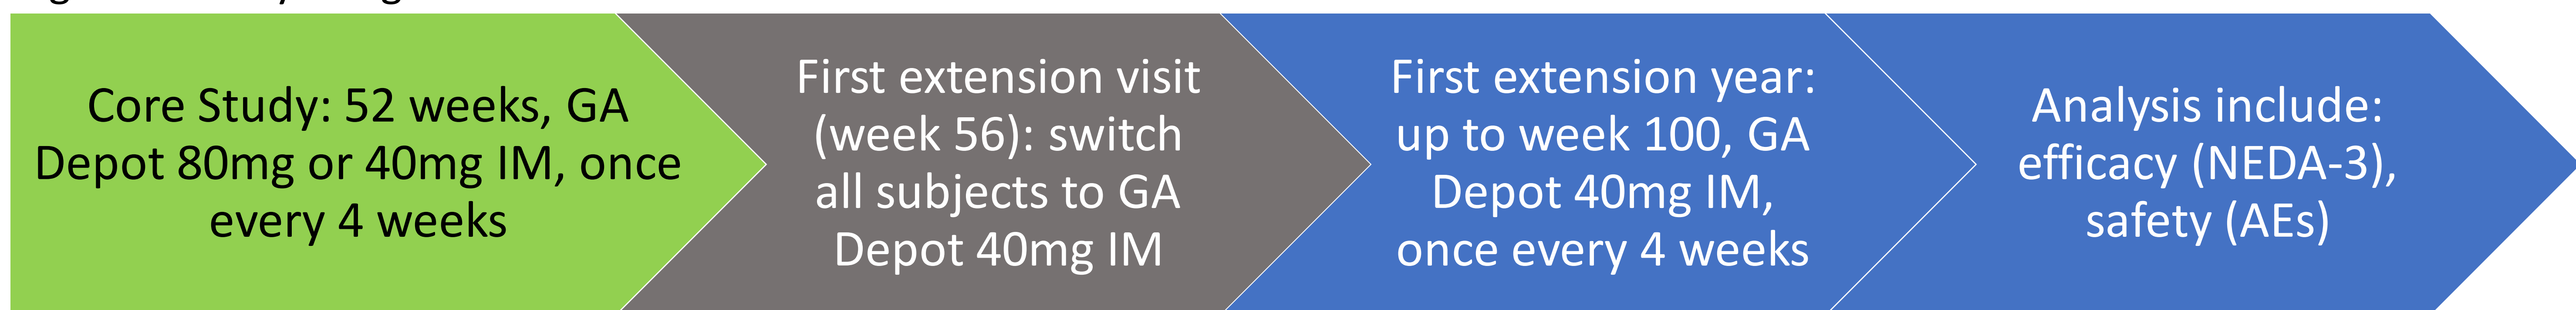 Core Study: 52 weeks, GA
Depot 80mg or 40mg IM, once
every 4 weeks
First extension visit
(week 56): switch
all subjects to GA
Depot 40mg IM
First extension year:
up to week 100, GA
Depot 40mg IM,
once every 4 weeks
Analysis include:
efficacy (NEDA-3),
safety (AEs)